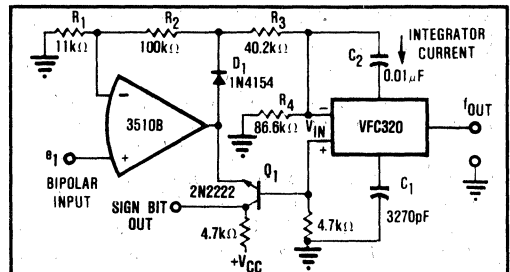 R1
11kΩ
R2
100kΩ
R3
40.2kΩ
C2
INTEGRATOR
CURRENT
0.01μF
D1
1N4154
R4
86.6kΩ
VIN
−
+
VFC320
fOUT
−
3510B
+
e1
BIPOLAR
INPUT
Q1
2N2222
SIGN BIT
OUT
4.7kΩ
+VCC
4.7kΩ
C1
3270pF